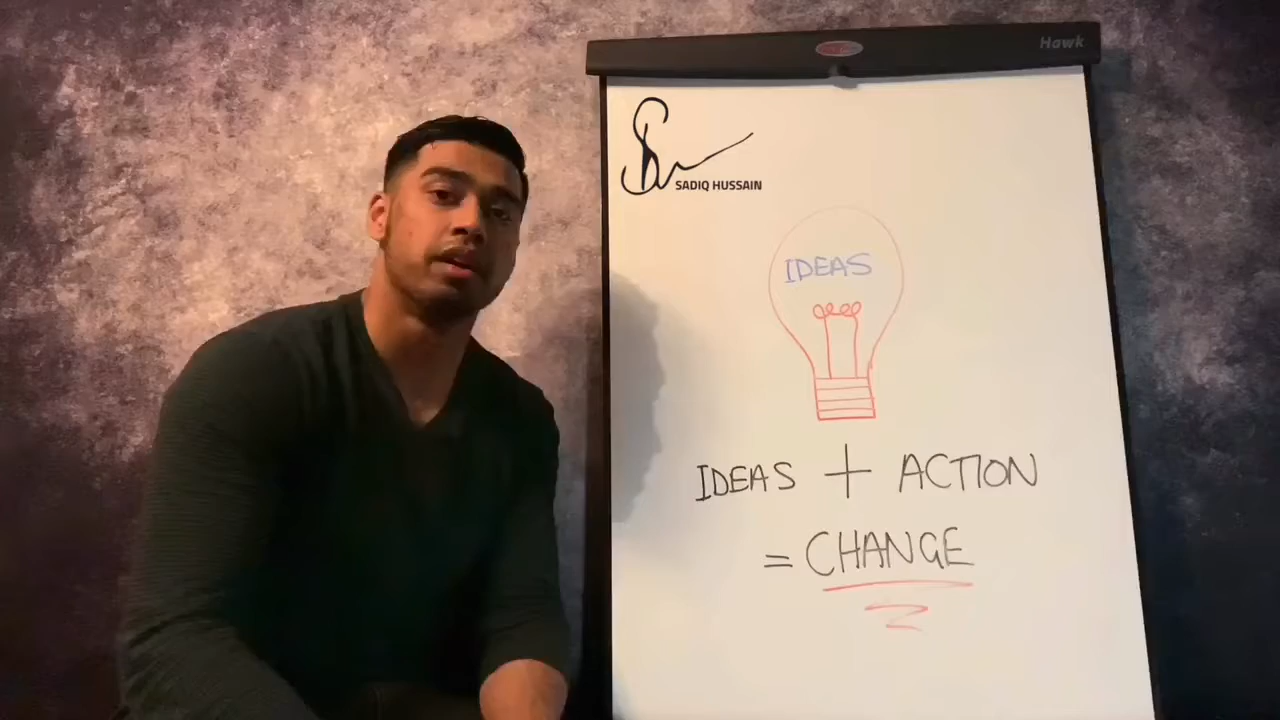 Hawk
SADIQ HUSSAIN
IDEAS
IDEAS + ACTION
= CHANGE